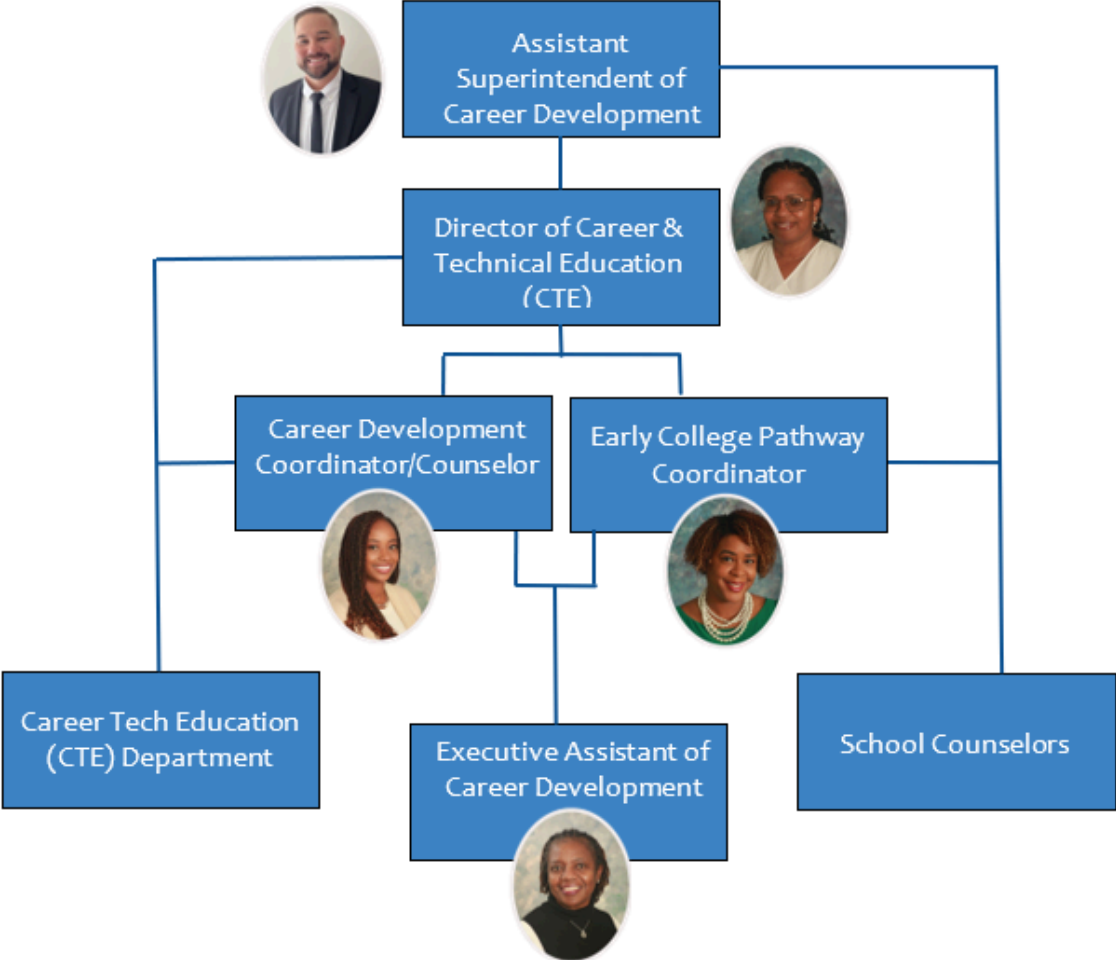 Assistant
Superintendent of
Career Development
Director of Career &
Technical Education
(CTE)
Career Development
Coordinator/Counselor
Early College Pathway
Coordinator
Career Tech Education
(CTE) Department
Executive Assistant of
Career Development
School Counselors